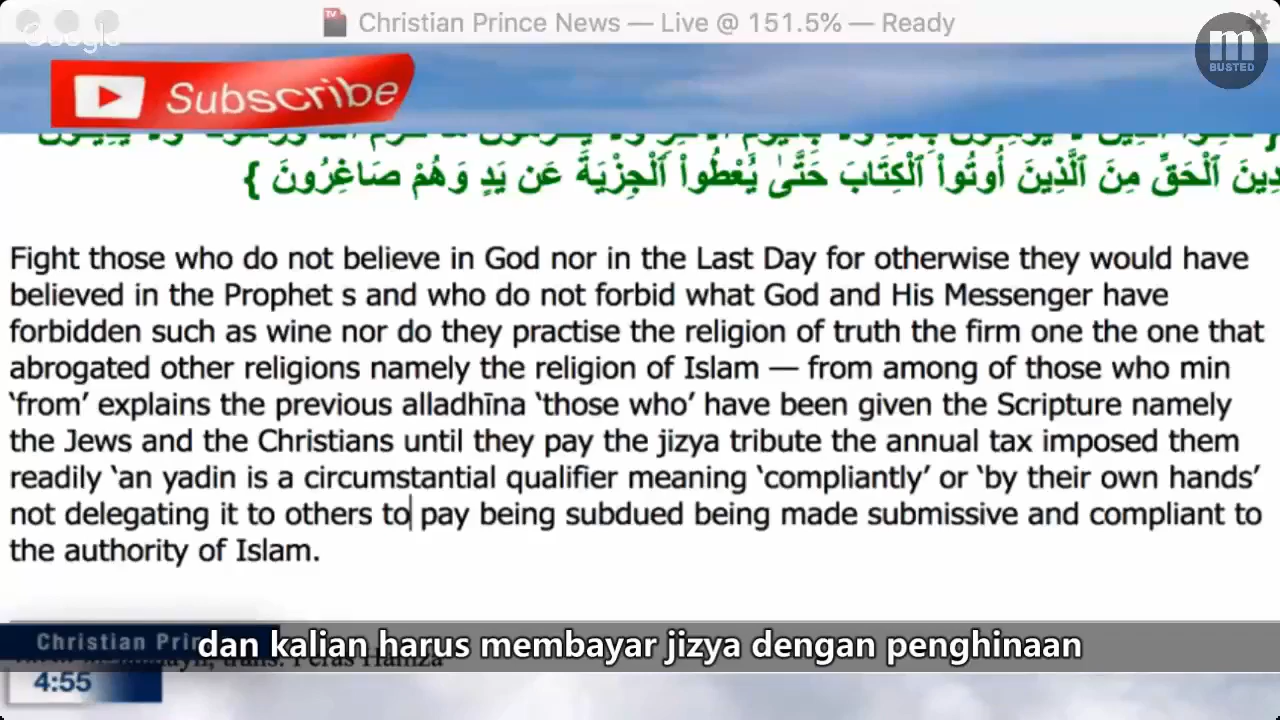 Christian Prince News — Live @ 151.5% — Ready
Google
m
BUSTED
TV
Subscribe
دِينَ ٱلْحَقِّ مِنَ ٱلَّذِينَ أُوتُواْ ٱلْكِتَابَ حَتَّىٰ يُعْطُواْ ٱلْجِزْيَةَ عَن يَدٍ وَهُمْ صَاغِرُونَ }
Fight those who do not believe in God nor in the Last Day for otherwise they would have
believed in the Prophet s and who do not forbid what God and His Messenger have
forbidden such as wine nor do they practise the religion of truth the firm one the one that
abrogated other religions namely the religion of Islam — from among of those who min
‘from’ explains the previous alladhīna ‘those who’ have been given the Scripture namely
the Jews and the Christians until they pay the jizya tribute the annual tax imposed them
readily ‘an yadin is a circumstantial qualifier meaning ‘compliantly’ or ‘by their own hands’
not delegating it to others to pay being subdued being made submissive and compliant to
the authority of Islam.
Christian Prin
dan kalian harus membayar jizya dengan penghinaan
trans. Feras Hamza
4:55